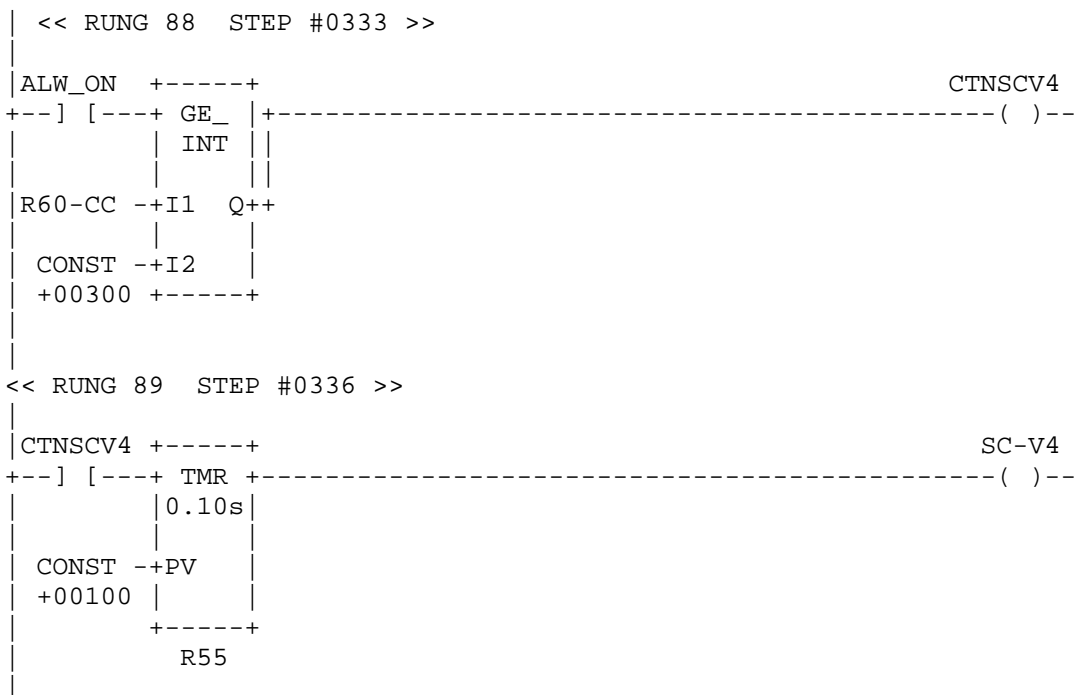 | << RUNG 88  STEP #0333 >>
|
|ALW_ON  +-----+                                             CTNSCV4
+--] [---+ GE_ |+-----------------------------------------------( )--
|        | INT ||
|        |     ||
|R60-CC -+I1  Q++
|        |     |
| CONST -+I2   |
| +00300 +-----+
|
|
<< RUNG 89  STEP #0336 >>
|
|CTNSCV4 +-----+                                               SC-V4
+--] [---+ TMR +------------------------------------------------( )--
|        |0.10s|
|        |     |
| CONST -+PV   |
| +00100 |     |
|        +-----+
|          R55
|